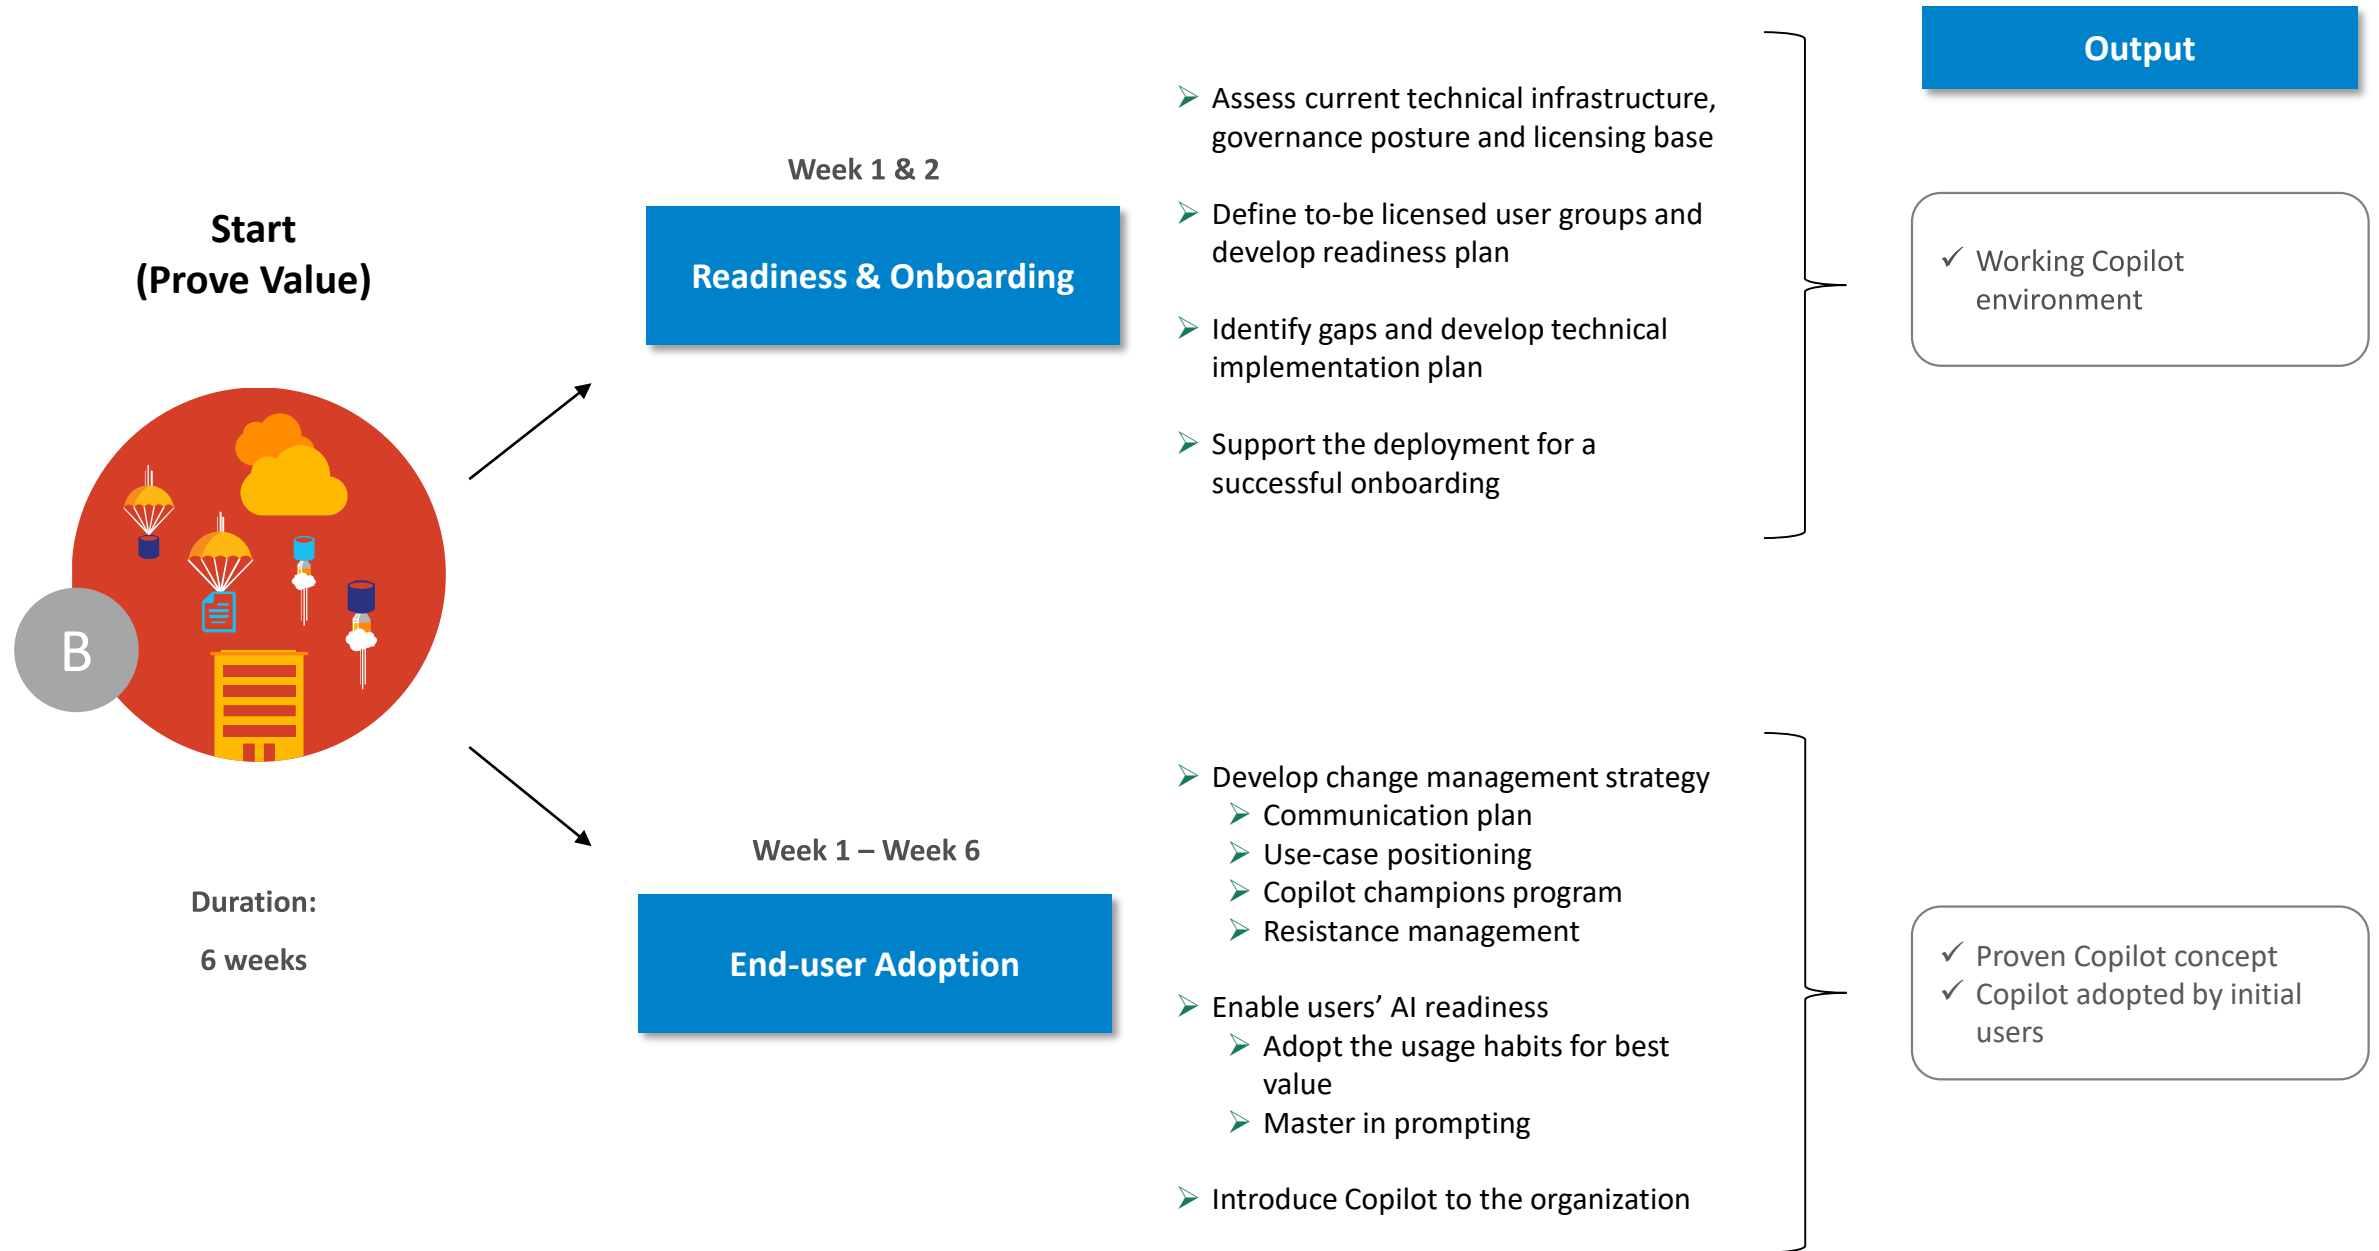 Start
(Prove Value)
B
Duration:
6 weeks
Week 1 & 2
Readiness & Onboarding
Assess current technical infrastructure,
governance posture and licensing base
Define to-be licensed user groups and
develop readiness plan
Identify gaps and develop technical
implementation plan
Support the deployment for a
successful onboarding
Output
Working Copilot
environment
Week 1 – Week 6
End-user Adoption
Develop change management strategy
Communication plan
Use-case positioning
Copilot champions program
Resistance management
Enable users’ AI readiness
Adopt the usage habits for best
value
Master in prompting
Introduce Copilot to the organization
Proven Copilot concept
Copilot adopted by initial
users